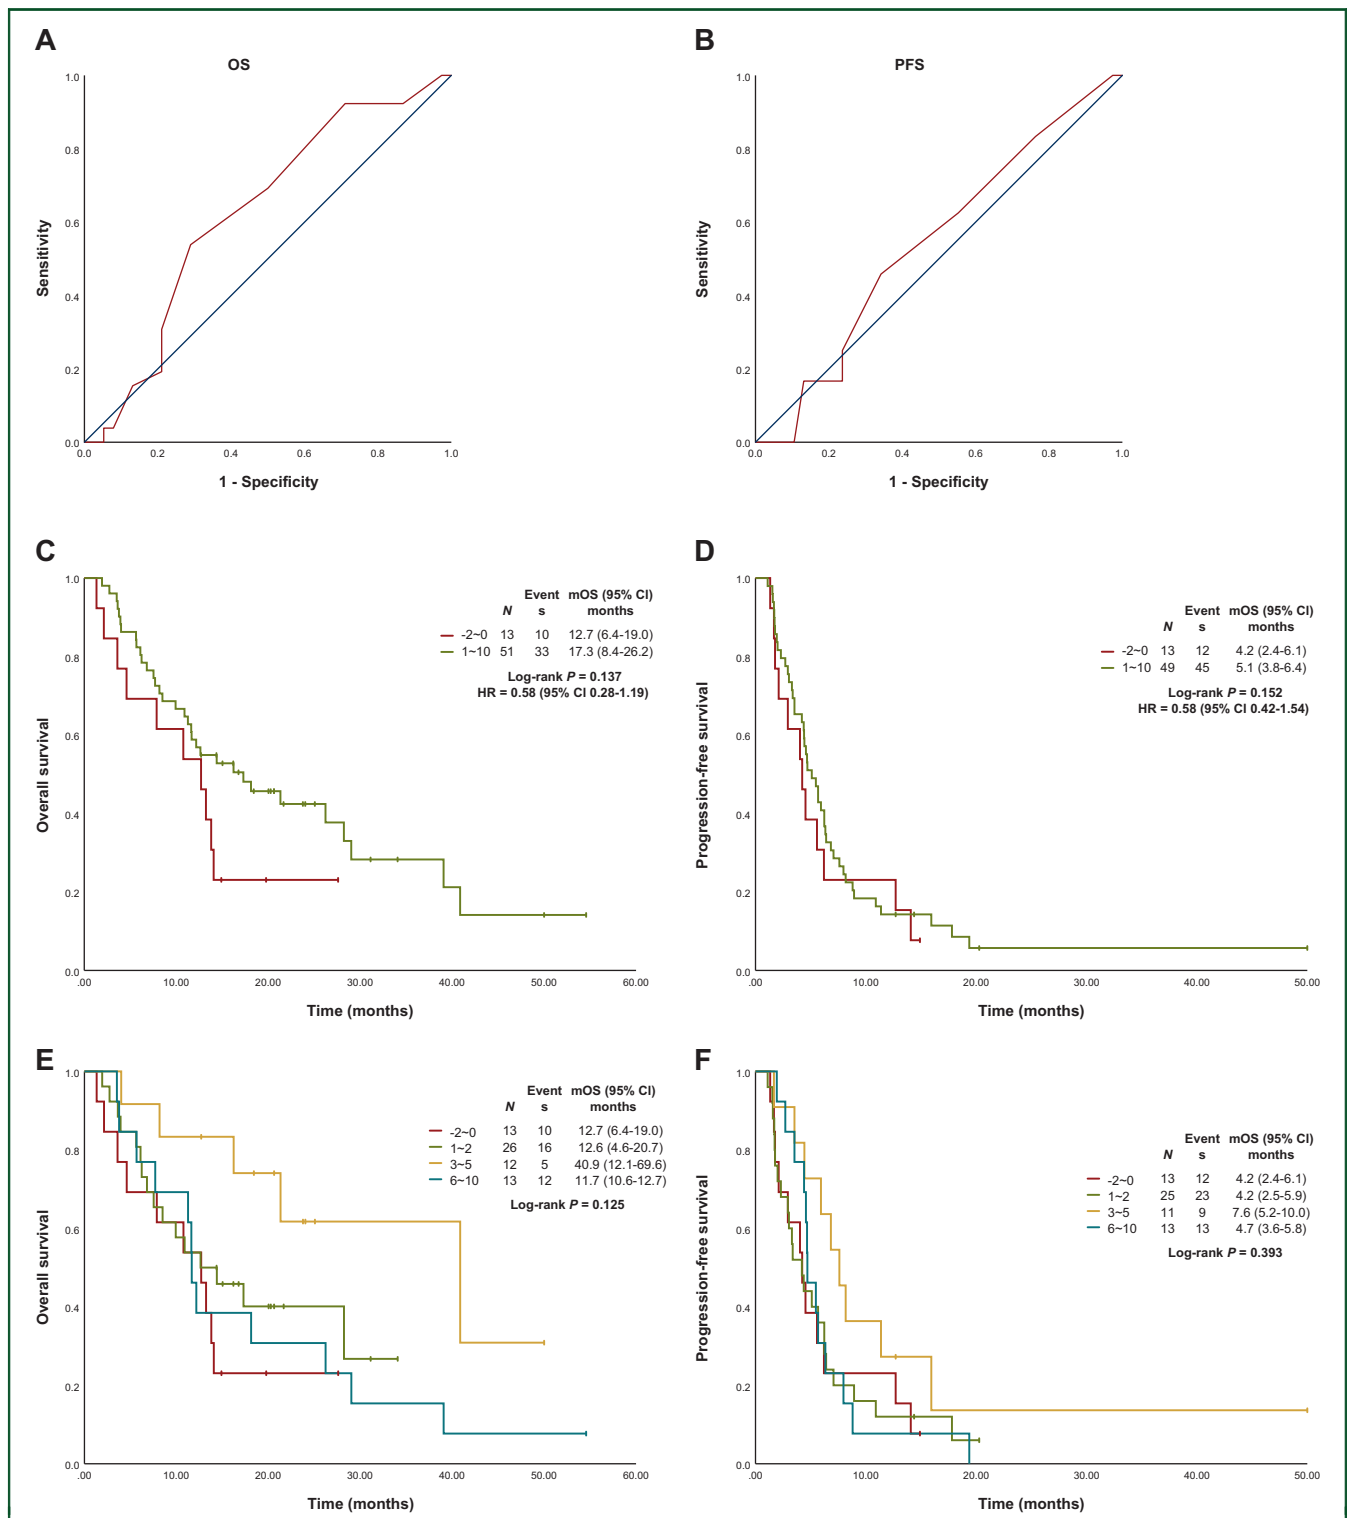 A
OS
1.0
0.8
0.6
0.4
0.2
0.0
Sensitivity
0.0 0.2 0.4 0.6 0.8 1.0
1 - Specificity
B
PFS
1.0
0.8
0.6
0.4
0.2
0.0
Sensitivity
0.0 0.2 0.4 0.6 0.8 1.0
1 - Specificity
C
1.0
0.8
0.6
0.4
0.2
0.0
Overall survival
Event mOS (95% CI)
N s months
-2~0 13 10 12.7 (6.4-19.0)
1~10 51 33 17.3 (8.4-26.2)
Log-rank P = 0.137
HR = 0.58 (95% CI 0.28-1.19)
.00 10.00 20.00 30.00 40.00 50.00 60.00
Time (months)
D
1.0
0.8
0.6
0.4
0.2
0.0
Progression-free survival
Event mOS (95% CI)
N s months
-2~0 13 12 4.2 (2.4-6.1)
1~10 49 45 5.1 (3.8-6.4)
Log-rank P = 0.152
HR = 0.58 (95% CI 0.42-1.54)
.00 10.00 20.00 30.00 40.00 50.00
Time (months)
E
1.0
0.8
0.6
0.4
0.2
0.0
Overall survival
Event mOS (95% CI)
N s months
-2~0 13 10 12.7 (6.4-19.0)
1~2 26 16 12.6 (4.6-20.7)
3~5 12 5 40.9 (12.1-69.6)
6~10 13 12 11.7 (10.6-12.7)
Log-rank P = 0.125
.00 10.00 20.00 30.00 40.00 50.00 60.00
Time (months)
F
1.0
0.8
0.6
0.4
0.2
0.0
Progression-free survival
Event mOS (95% CI)
N s months
-2~0 13 12 4.2 (2.4-6.1)
1~2 25 23 4.2 (2.5-5.9)
3~5 11 9 7.6 (5.2-10.0)
6~10 13 13 4.7 (3.6-5.8)
Log-rank P = 0.393
.00 10.00 20.00 30.00 40.00 50.00
Time (months)